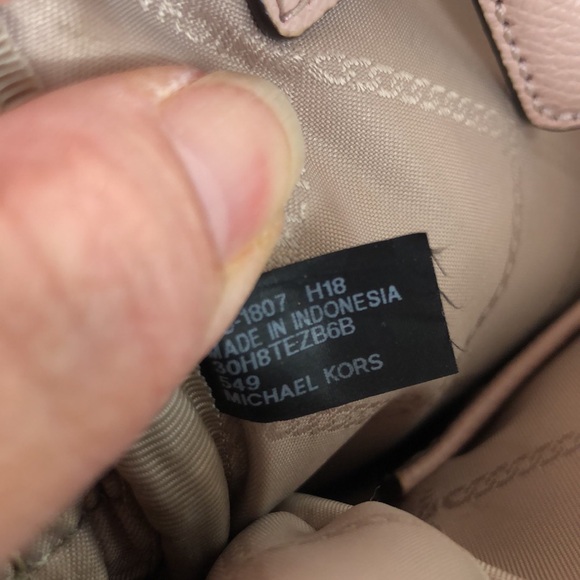 -1807 H18
MADE IN INDONESIA
30H8TEZB6B
549
MICHAEL KORS